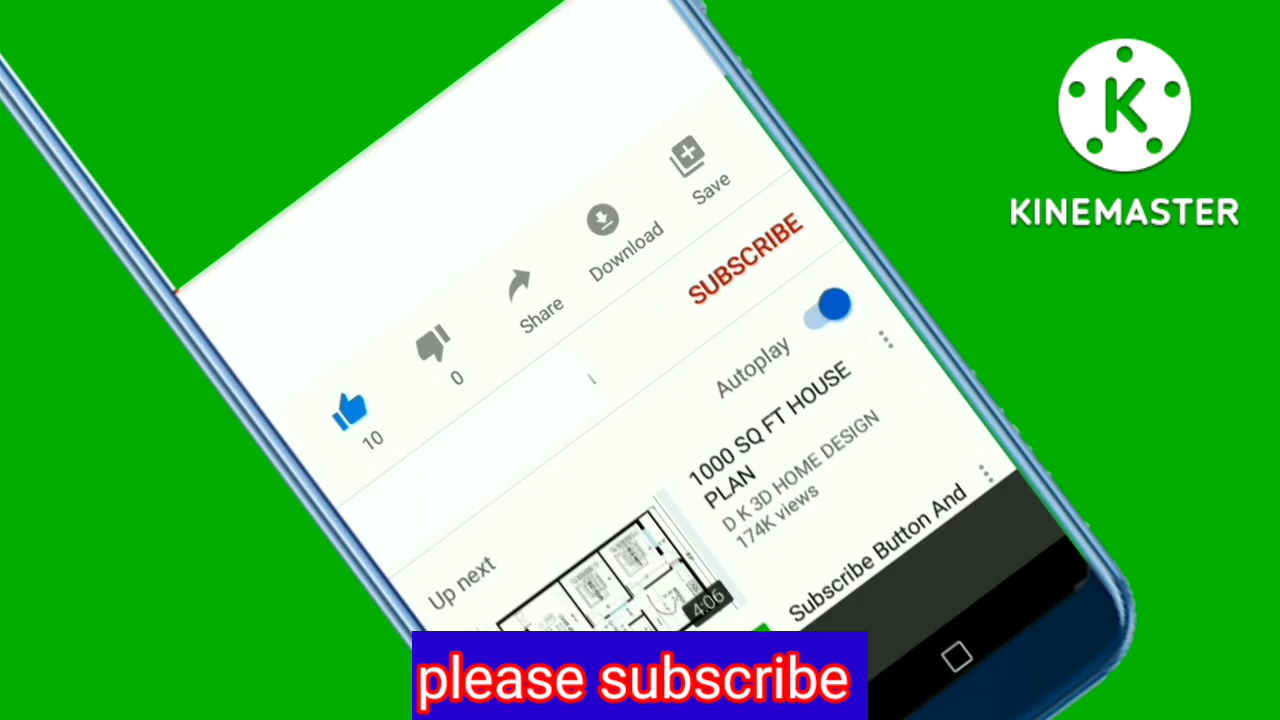 K
KINEMASTER
Save
Download
Share
0
10
SUBSCRIBE
Autoplay
Up next
1000 SQ FT HOUSE
PLAN
D K 3D HOME DESIGN
174K views
4:06
Subscribe Button And
please subscribe